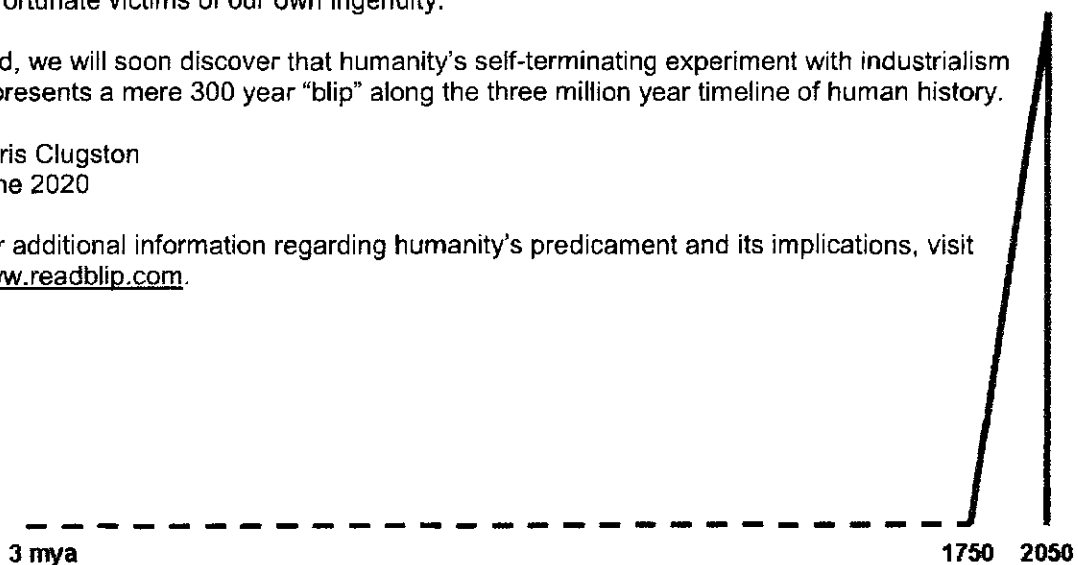 ortunate victims of our own ingenuity.
d, we will soon discover that humanity's self-terminating experiment with industrialism
presents a mere 300 year “blip” along the three million year timeline of human history.
ris Clugston
ne 2020
r additional information regarding humanity's predicament and its implications, visit
w.readblip.com.
3 mya 1750 2050